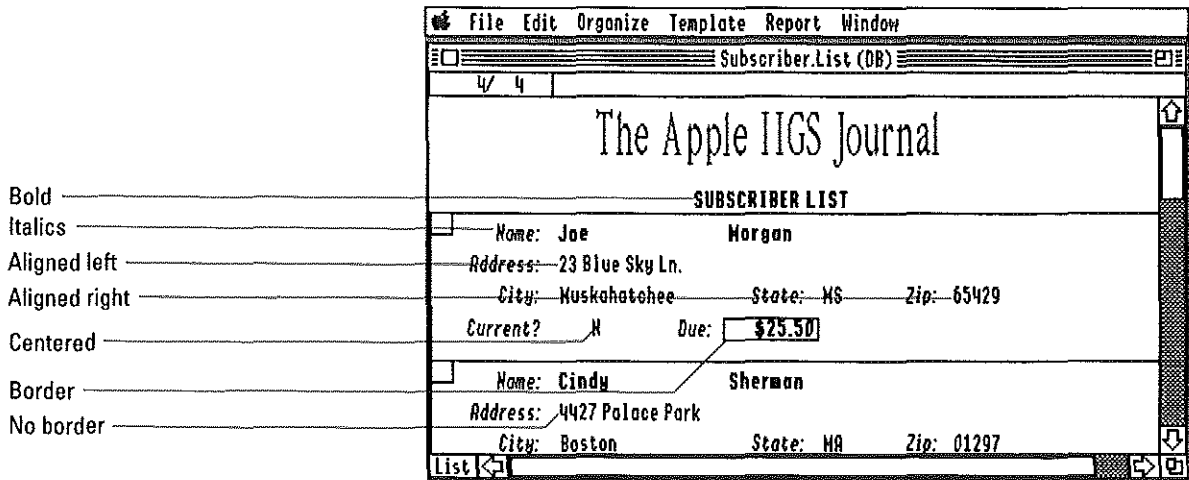 File Edit Organize Template Report Window
Subscriber.List (DB)
4/ 4
The Apple IIGS Journal
Bold
SUBSCRIBER LIST
Italics
Name: Joe Morgan
Aligned left
Address: 23 Blue Sky Ln.
Aligned right
City: Muskahatchee State: MS Zip: 65429
Current? N Due: $25.50
Centered
Border
Name: Cindy Sherman
No border
Address: 4427 Palace Park
City: Boston State: MA Zip: 01297
List